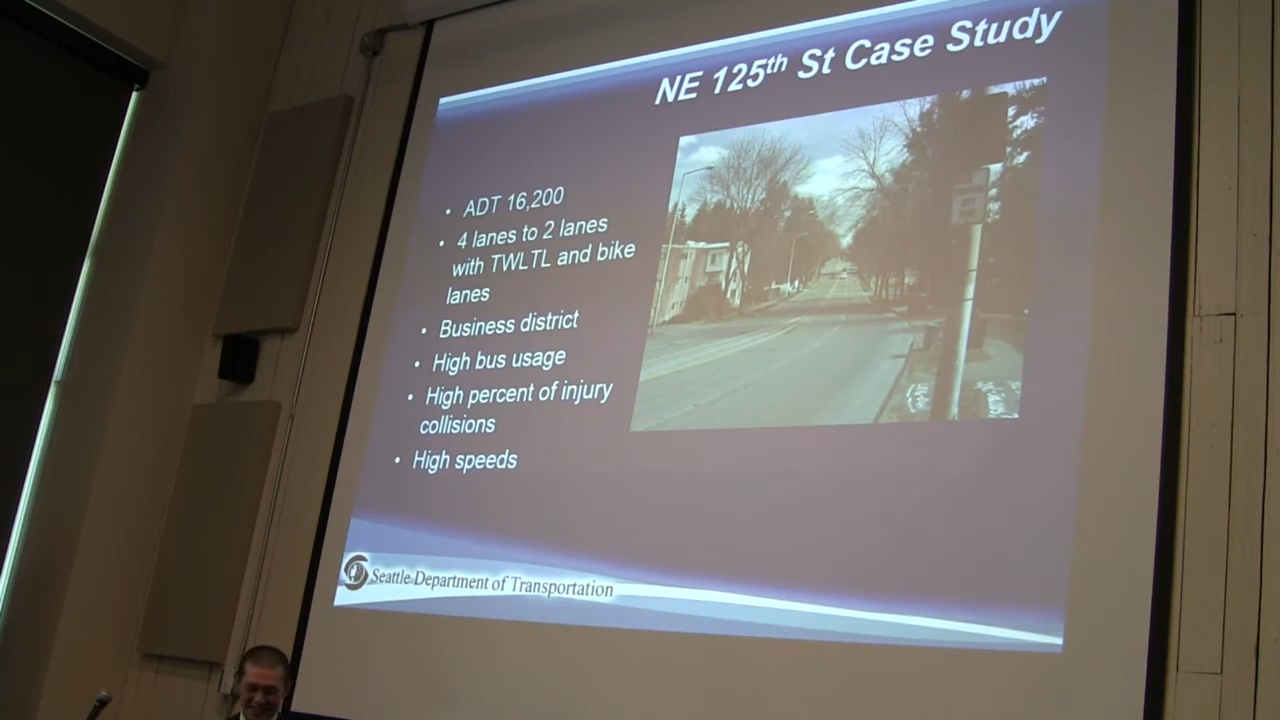 NE 125th St Case Study
• ADT 16,200
• 4 lanes to 2 lanes
with TWLTL and bike
lanes
• Business district
• High bus usage
• High percent of injury
collisions
• High speeds
Seattle Department of Transportation